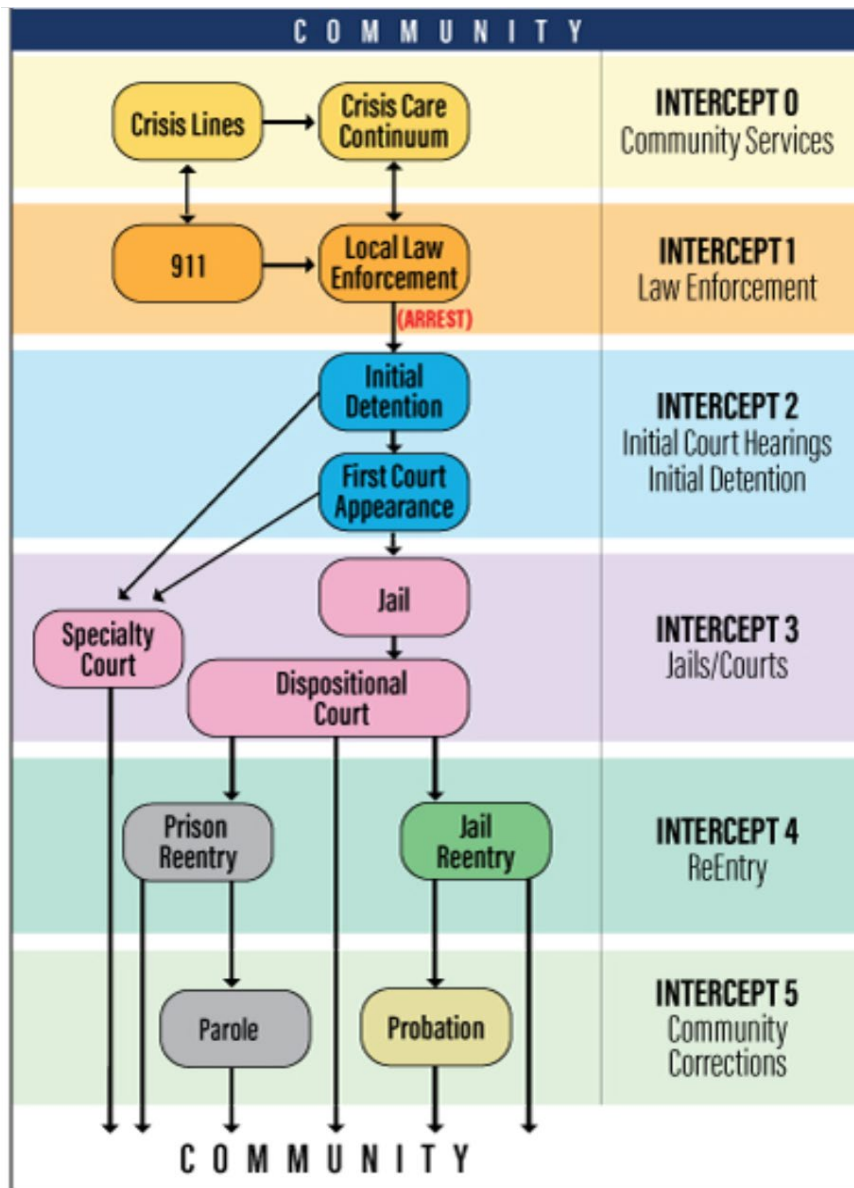 COMMUNITY
Crisis Lines
Crisis Care
Continuum
INTERCEPT 0
Community Services
911
Local Law
Enforcement
(ARREST)
INTERCEPT 1
Law Enforcement
Initial
Detention
First Court
Appearance
INTERCEPT 2
Initial Court Hearings
Initial Detention
Jail
Specialty
Court
Dispositional
Court
INTERCEPT 3
Jails/Courts
Prison
Reentry
Jail
Reentry
INTERCEPT 4
ReEntry
Parole
Probation
INTERCEPT 5
Community
Corrections
COMMUNITY